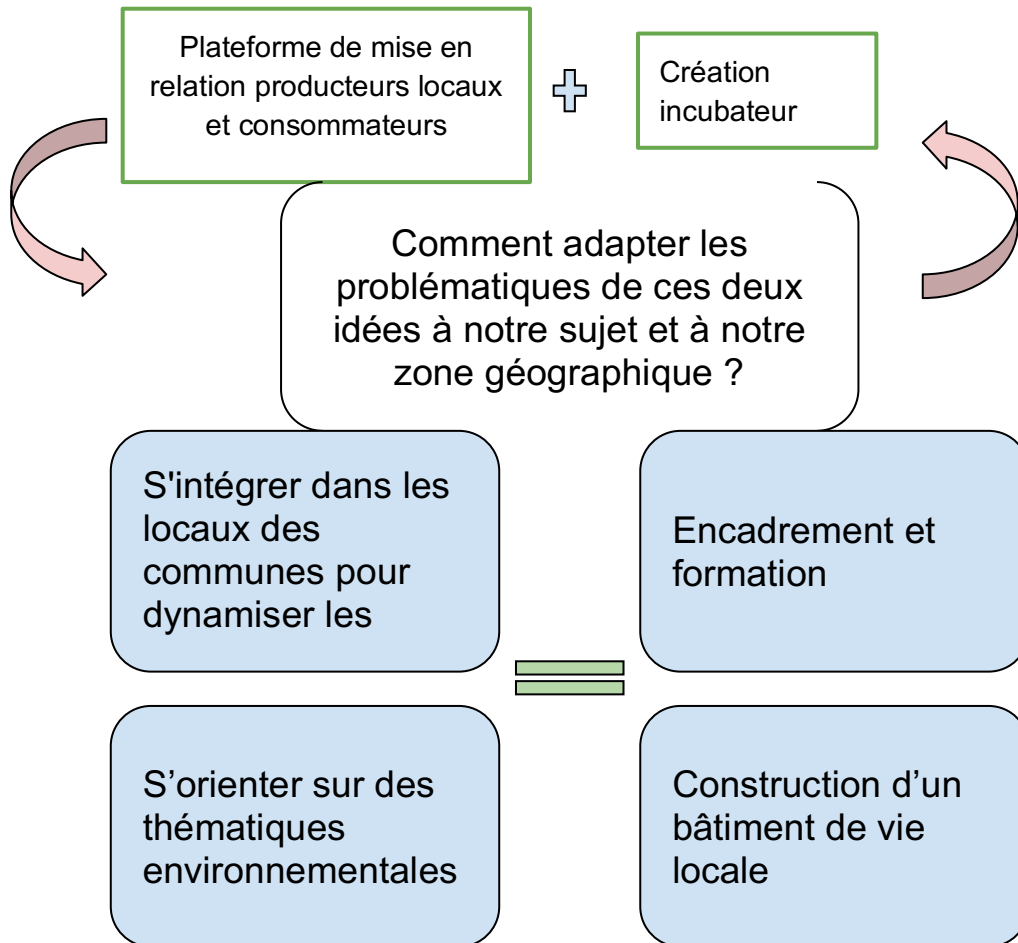 Plateforme de mise en
relation producteurs locaux
et consommateurs
Création
incubateur
Comment adapter les
problématiques de ces deux
idées à notre sujet et à notre
zone géographique ?
S'intégrer dans les
locaux des
communes pour
dynamiser les
Encadrement et
formation
S’orienter sur des
thématiques
environnementales
Construction d’un
bâtiment de vie
locale